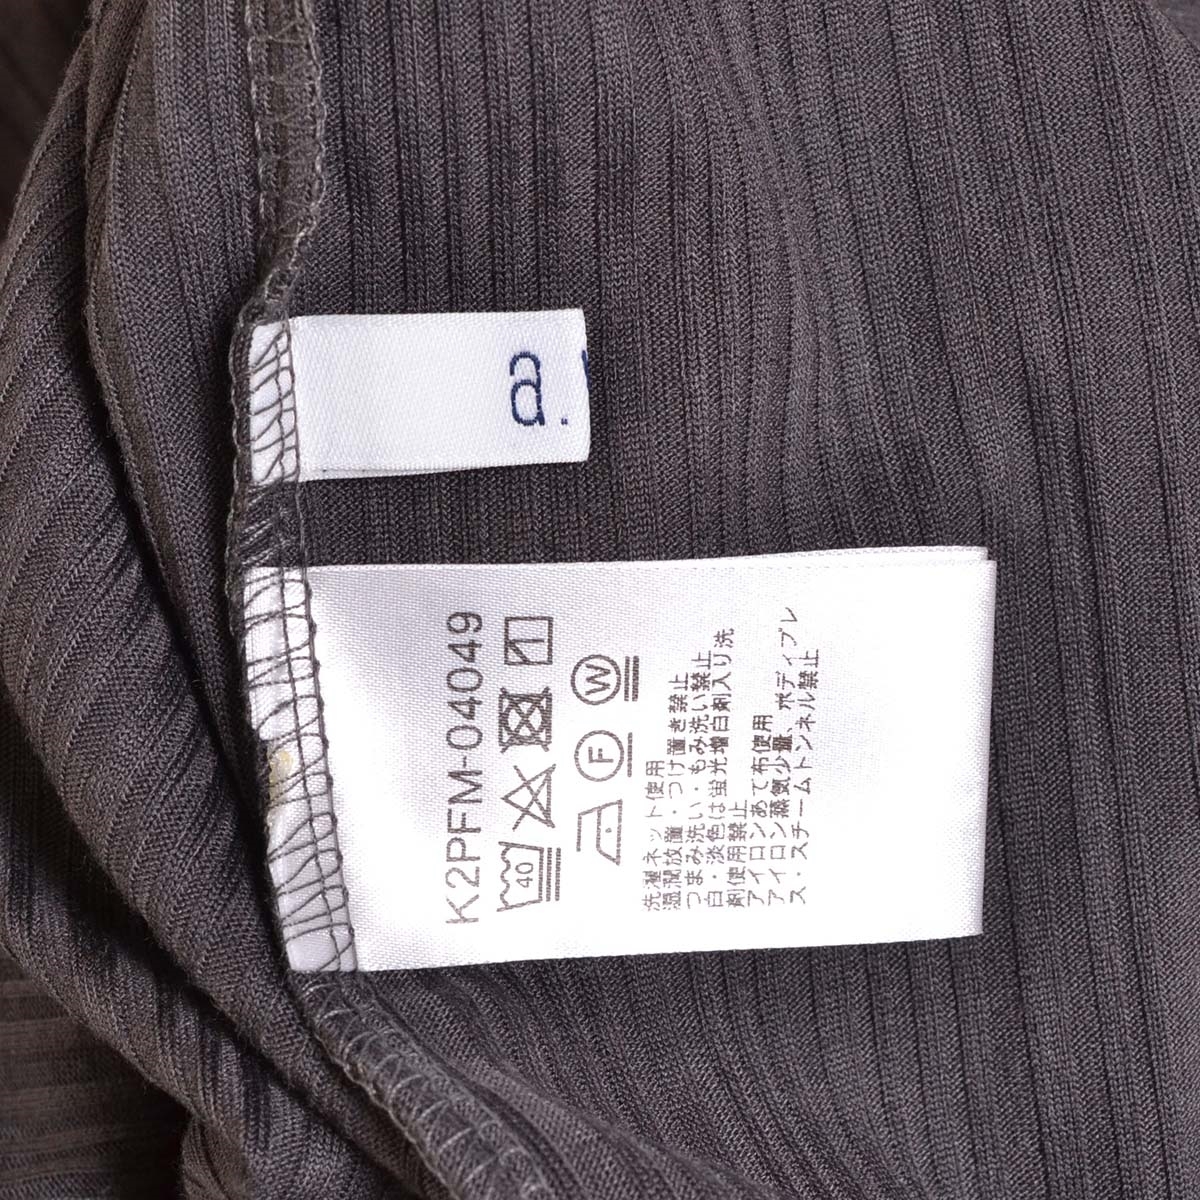 a.
K2PFM-04049
40
F
W
洗濯ネット使用
湿潤放置・つけ置き禁止
つまみ洗い・もみ洗い禁止
白・淡色は蛍光増白剤入り洗
剤使用禁止
アイロンあて布使用
アイロン蒸気少量、ボディプレ
ス・スチームトンネル禁止